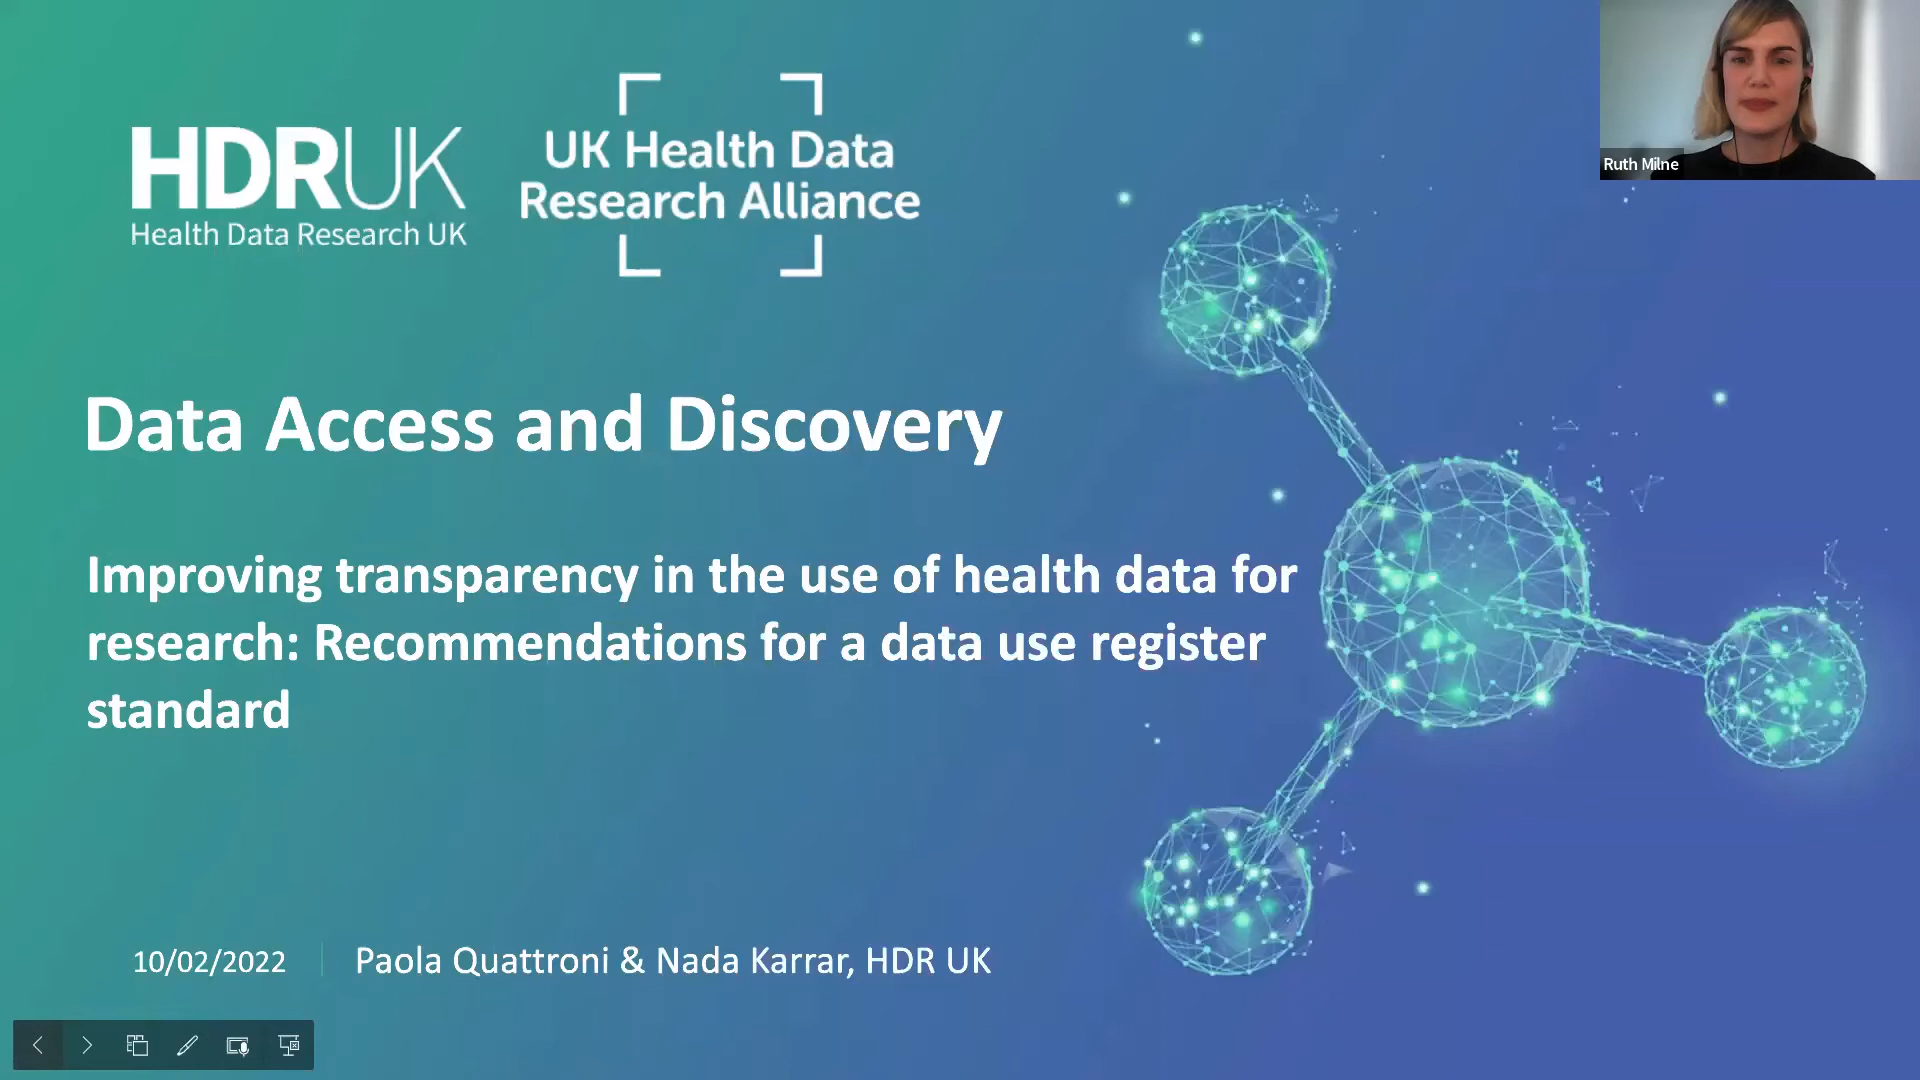 HDRUK
Health Data Research UK
UK Health Data
Research Alliance
Ruth Milne
Data Access and Discovery
Improving transparency in the use of health data for
research: Recommendations for a data use register
standard
10/02/2022
Paola Quattroni & Nada Karrar, HDR UK